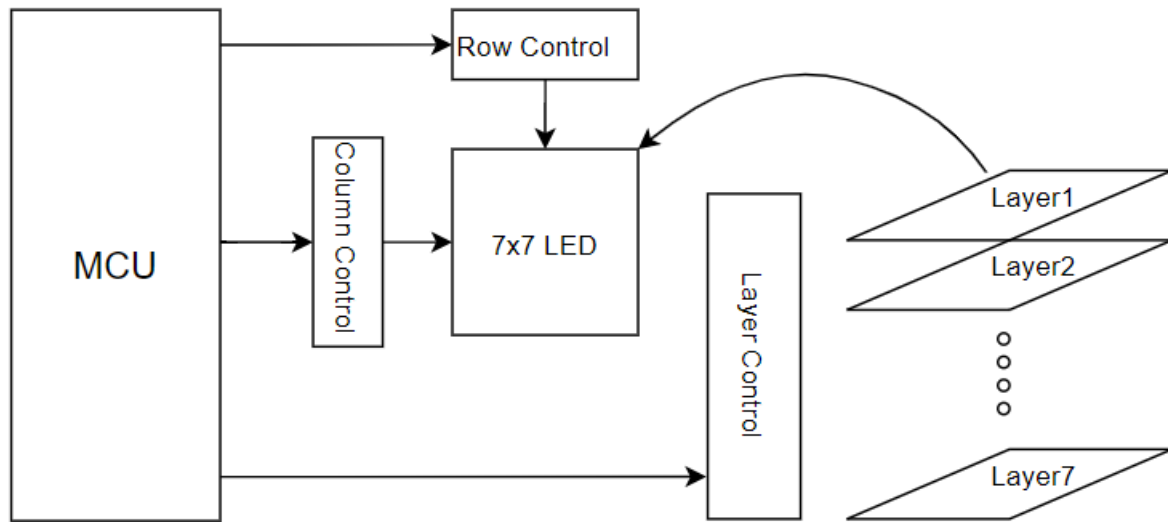 Row Control
Column Control
MCU
7x7 LED
Layer Control
Layer1
Layer2
Layer7